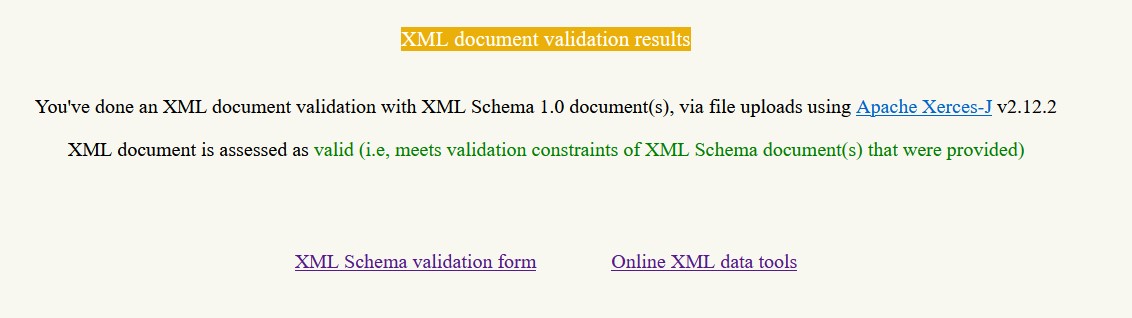 XML document validation results
You've done an XML document validation with XML Schema 1.0 document(s), via file uploads using Apache Xerces-J v2.12.2
XML document is assessed as valid (i.e, meets validation constraints of XML Schema document(s) that were provided)
XML Schema validation form Online XML data tools